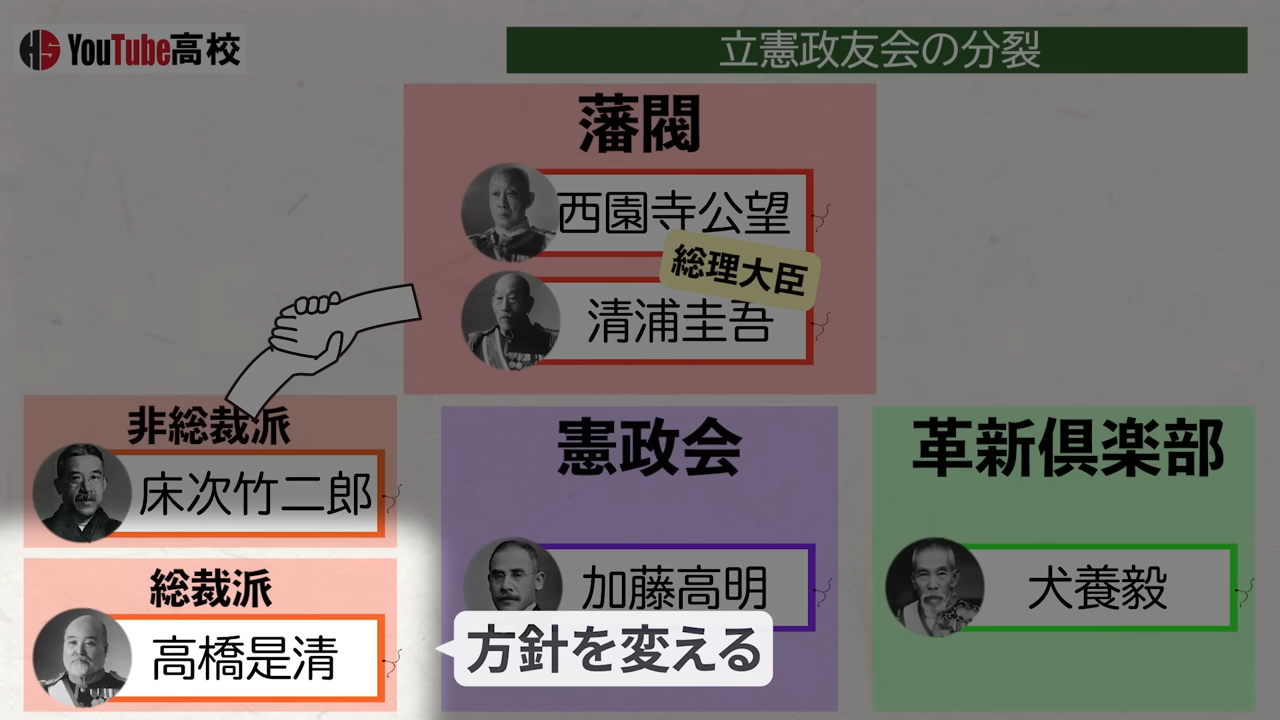 HS YouTube高校
立憲政友会の分裂
藩閥
西園寺公望
総理大臣
清浦圭吾
非総裁派
床次竹二郎
憲政会
革新倶楽部
総裁派
加藤高明
犬養毅
高橋是清
方針を変える